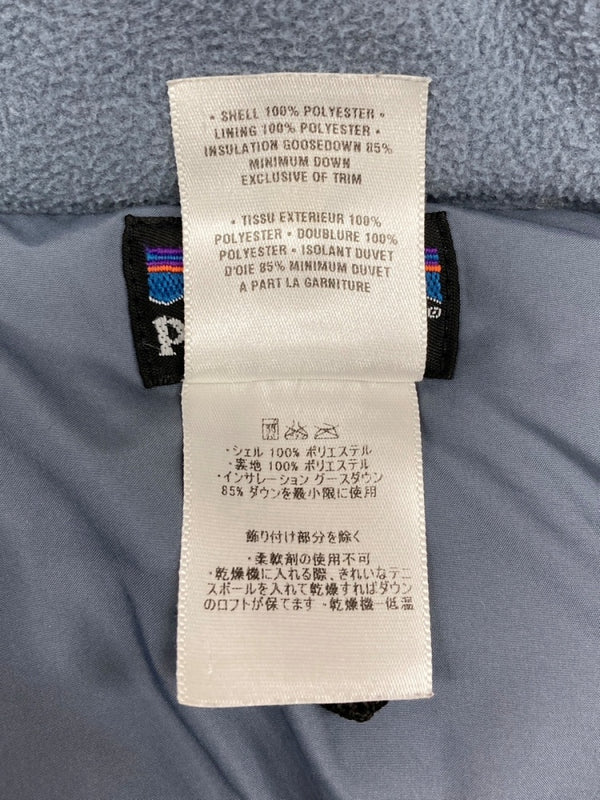 • SHELL 100% POLYESTER •
LINING 100% POLYESTER •
INSULATION GOOSEDOWN 85%
MINIMUM DOWN
EXCLUSIVE OF TRIM
• TISSU EXTERIEUR 100%
POLYESTER • DOUBLURE 100%
POLYESTER • ISOLANT DUVET
D'OIE 85% MINIMUM DUVET
A PART LA GARNITURE
p
®
・シェル 100% ポリエステル
・裏地 100% ポリエステル
・インサレーション グースダウン
85% ダウンを最小限に使用
飾り付け部分を除く
・柔軟剤の使用不可
・乾燥機に入れる際、きれいなテニ
スボールを入れて乾燥すればダウン
のロフトが保てます・乾燥機ー低温